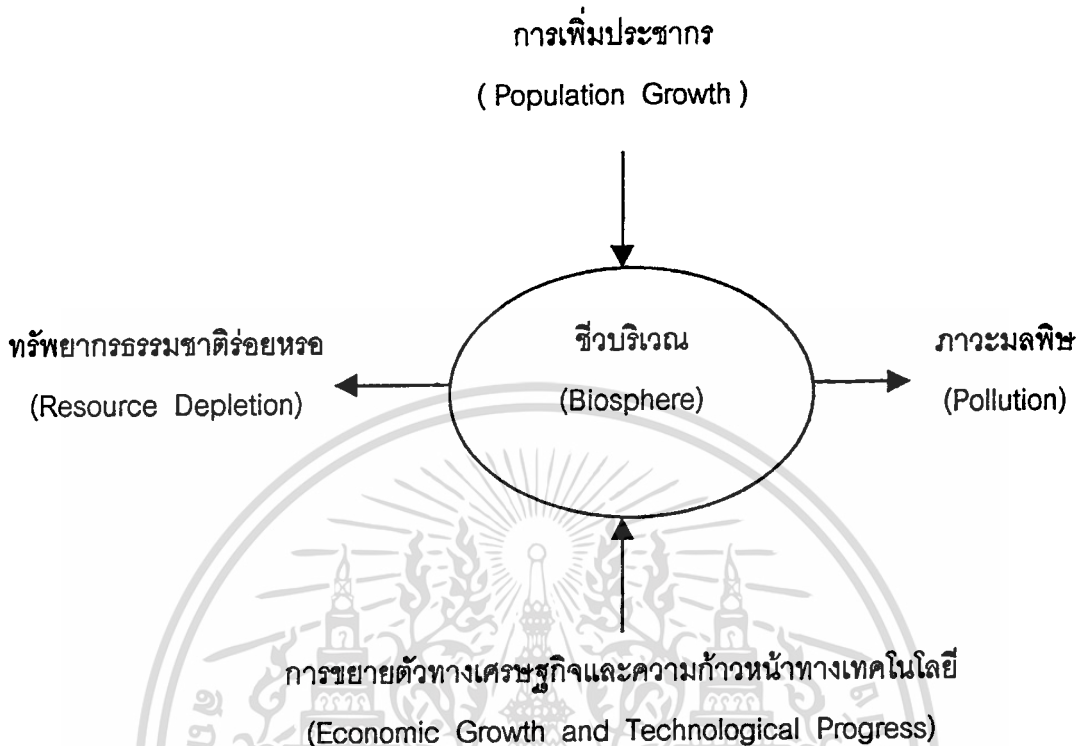 การเพิ่มประชากร
( Population Growth )
ทรัพยากรธรรมชาติร่อยหรอ
(Resource Depletion)
ชีวบริเวณ
(Biosphere)
ภาวะมลพิษ
(Pollution)
การขยายตัวทางเศรษฐกิจและความก้าวหน้าทางเทคโนโลยี
(Economic Growth and Technological Progress)